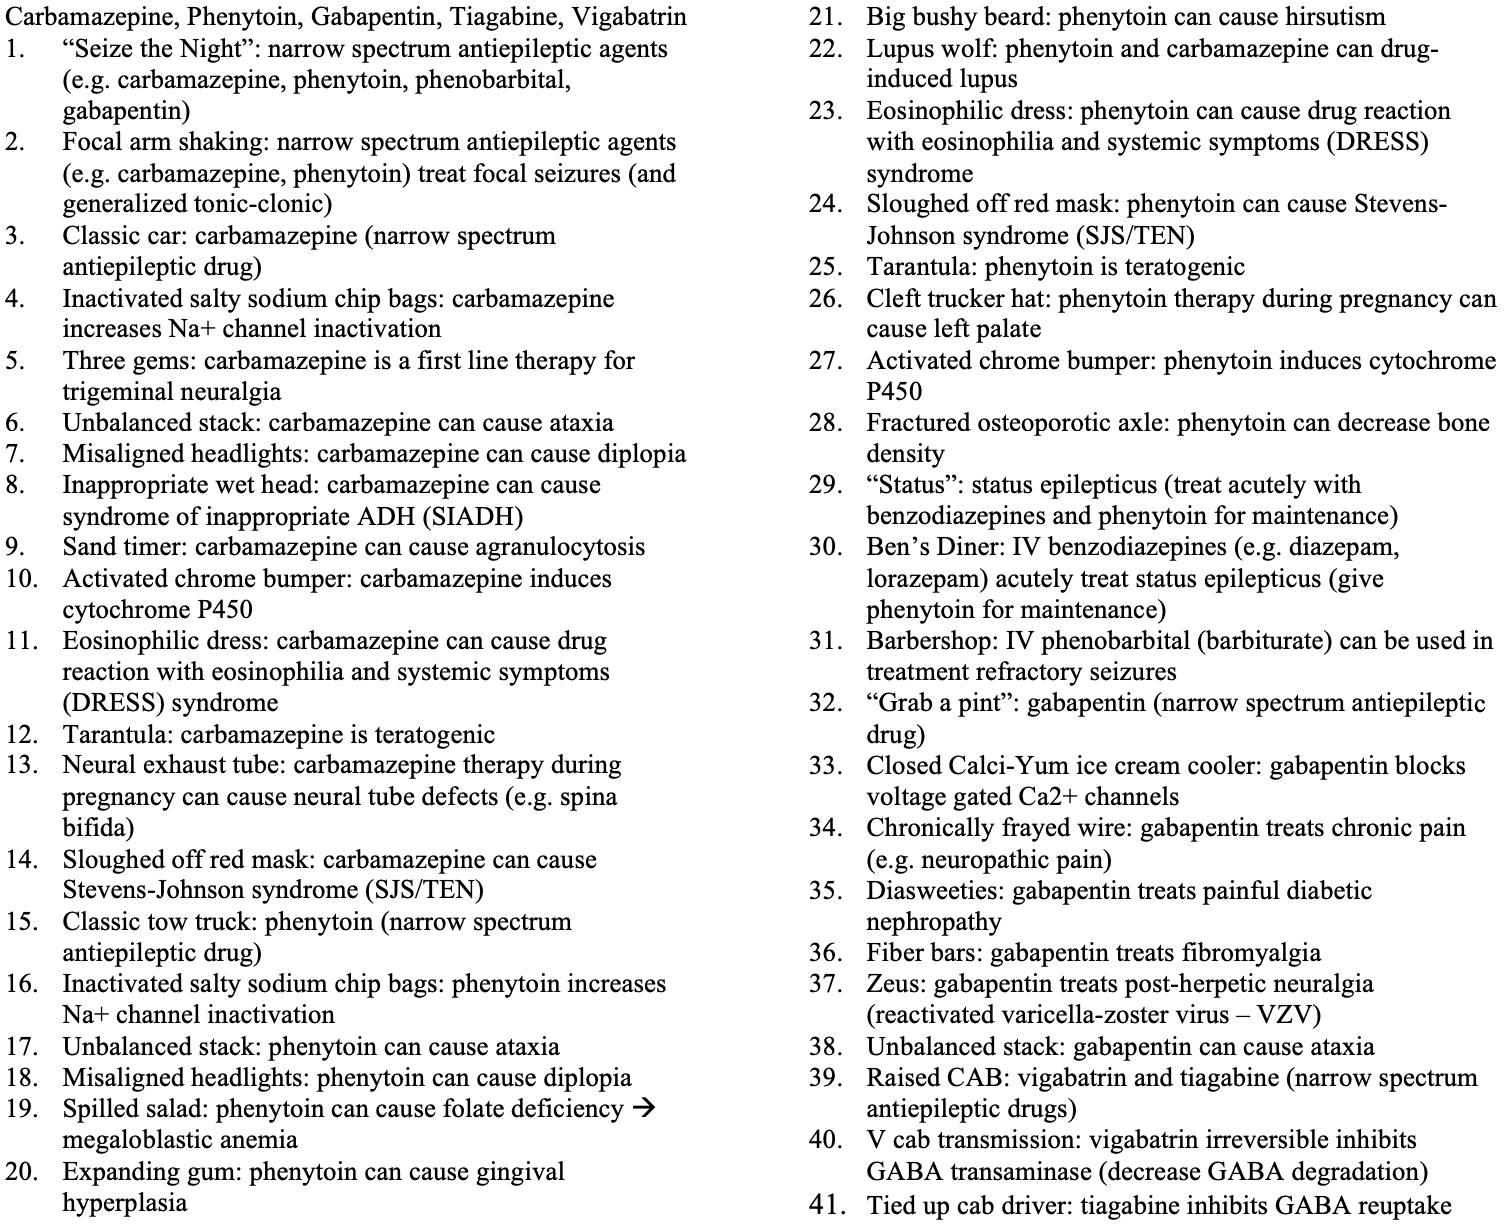 Carbamazepine, Phenytoin, Gabapentin, Tiagabine, Vigabatrin
1. “Seize the Night”: narrow spectrum antiepileptic agents
(e.g. carbamazepine, phenytoin, phenobarbital,
gabapentin)
2. Focal arm shaking: narrow spectrum antiepileptic agents
(e.g. carbamazepine, phenytoin) treat focal seizures (and
generalized tonic-clonic)
3. Classic car: carbamazepine (narrow spectrum
antiepileptic drug)
4. Inactivated salty sodium chip bags: carbamazepine
increases Na+ channel inactivation
5. Three gems: carbamazepine is a first line therapy for
trigeminal neuralgia
6. Unbalanced stack: carbamazepine can cause ataxia
7. Misaligned headlights: carbamazepine can cause diplopia
8. Inappropriate wet head: carbamazepine can cause
syndrome of inappropriate ADH (SIADH)
9. Sand timer: carbamazepine can cause agranulocytosis
10. Activated chrome bumper: carbamazepine induces
cytochrome P450
11. Eosinophilic dress: carbamazepine can cause drug
reaction with eosinophilia and systemic symptoms
(DRESS) syndrome
12. Tarantula: carbamazepine is teratogenic
13. Neural exhaust tube: carbamazepine therapy during
pregnancy can cause neural tube defects (e.g. spina
bifida)
14. Sloughed off red mask: carbamazepine can cause
Stevens-Johnson syndrome (SJS/TEN)
15. Classic tow truck: phenytoin (narrow spectrum
antiepileptic drug)
16. Inactivated salty sodium chip bags: phenytoin increases
Na+ channel inactivation
17. Unbalanced stack: phenytoin can cause ataxia
18. Misaligned headlights: phenytoin can cause diplopia
19. Spilled salad: phenytoin can cause folate deficiency →
megaloblastic anemia
20. Expanding gum: phenytoin can cause gingival
hyperplasia
21. Big bushy beard: phenytoin can cause hirsutism
22. Lupus wolf: phenytoin and carbamazepine can drug-
induced lupus
23. Eosinophilic dress: phenytoin can cause drug reaction
with eosinophilia and systemic symptoms (DRESS)
syndrome
24. Sloughed off red mask: phenytoin can cause Stevens-
Johnson syndrome (SJS/TEN)
25. Tarantula: phenytoin is teratogenic
26. Cleft trucker hat: phenytoin therapy during pregnancy can
cause left palate
27. Activated chrome bumper: phenytoin induces cytochrome
P450
28. Fractured osteoporotic axle: phenytoin can decrease bone
density
29. “Status”: status epilepticus (treat acutely with
benzodiazepines and phenytoin for maintenance)
30. Ben’s Diner: IV benzodiazepines (e.g. diazepam,
lorazepam) acutely treat status epilepticus (give
phenytoin for maintenance)
31. Barbershop: IV phenobarbital (barbiturate) can be used in
treatment refractory seizures
32. “Grab a pint”: gabapentin (narrow spectrum antiepileptic
drug)
33. Closed Calci-Yum ice cream cooler: gabapentin blocks
voltage gated Ca2+ channels
34. Chronically frayed wire: gabapentin treats chronic pain
(e.g. neuropathic pain)
35. Diasweeties: gabapentin treats painful diabetic
nephropathy
36. Fiber bars: gabapentin treats fibromyalgia
37. Zeus: gabapentin treats post-herpetic neuralgia
(reactivated varicella-zoster virus – VZV)
38. Unbalanced stack: gabapentin can cause ataxia
39. Raised CAB: vigabatrin and tiagabine (narrow spectrum
antiepileptic drugs)
40. V cab transmission: vigabatrin irreversible inhibits
GABA transaminase (decrease GABA degradation)
41. Tied up cab driver: tiagabine inhibits GABA reuptake